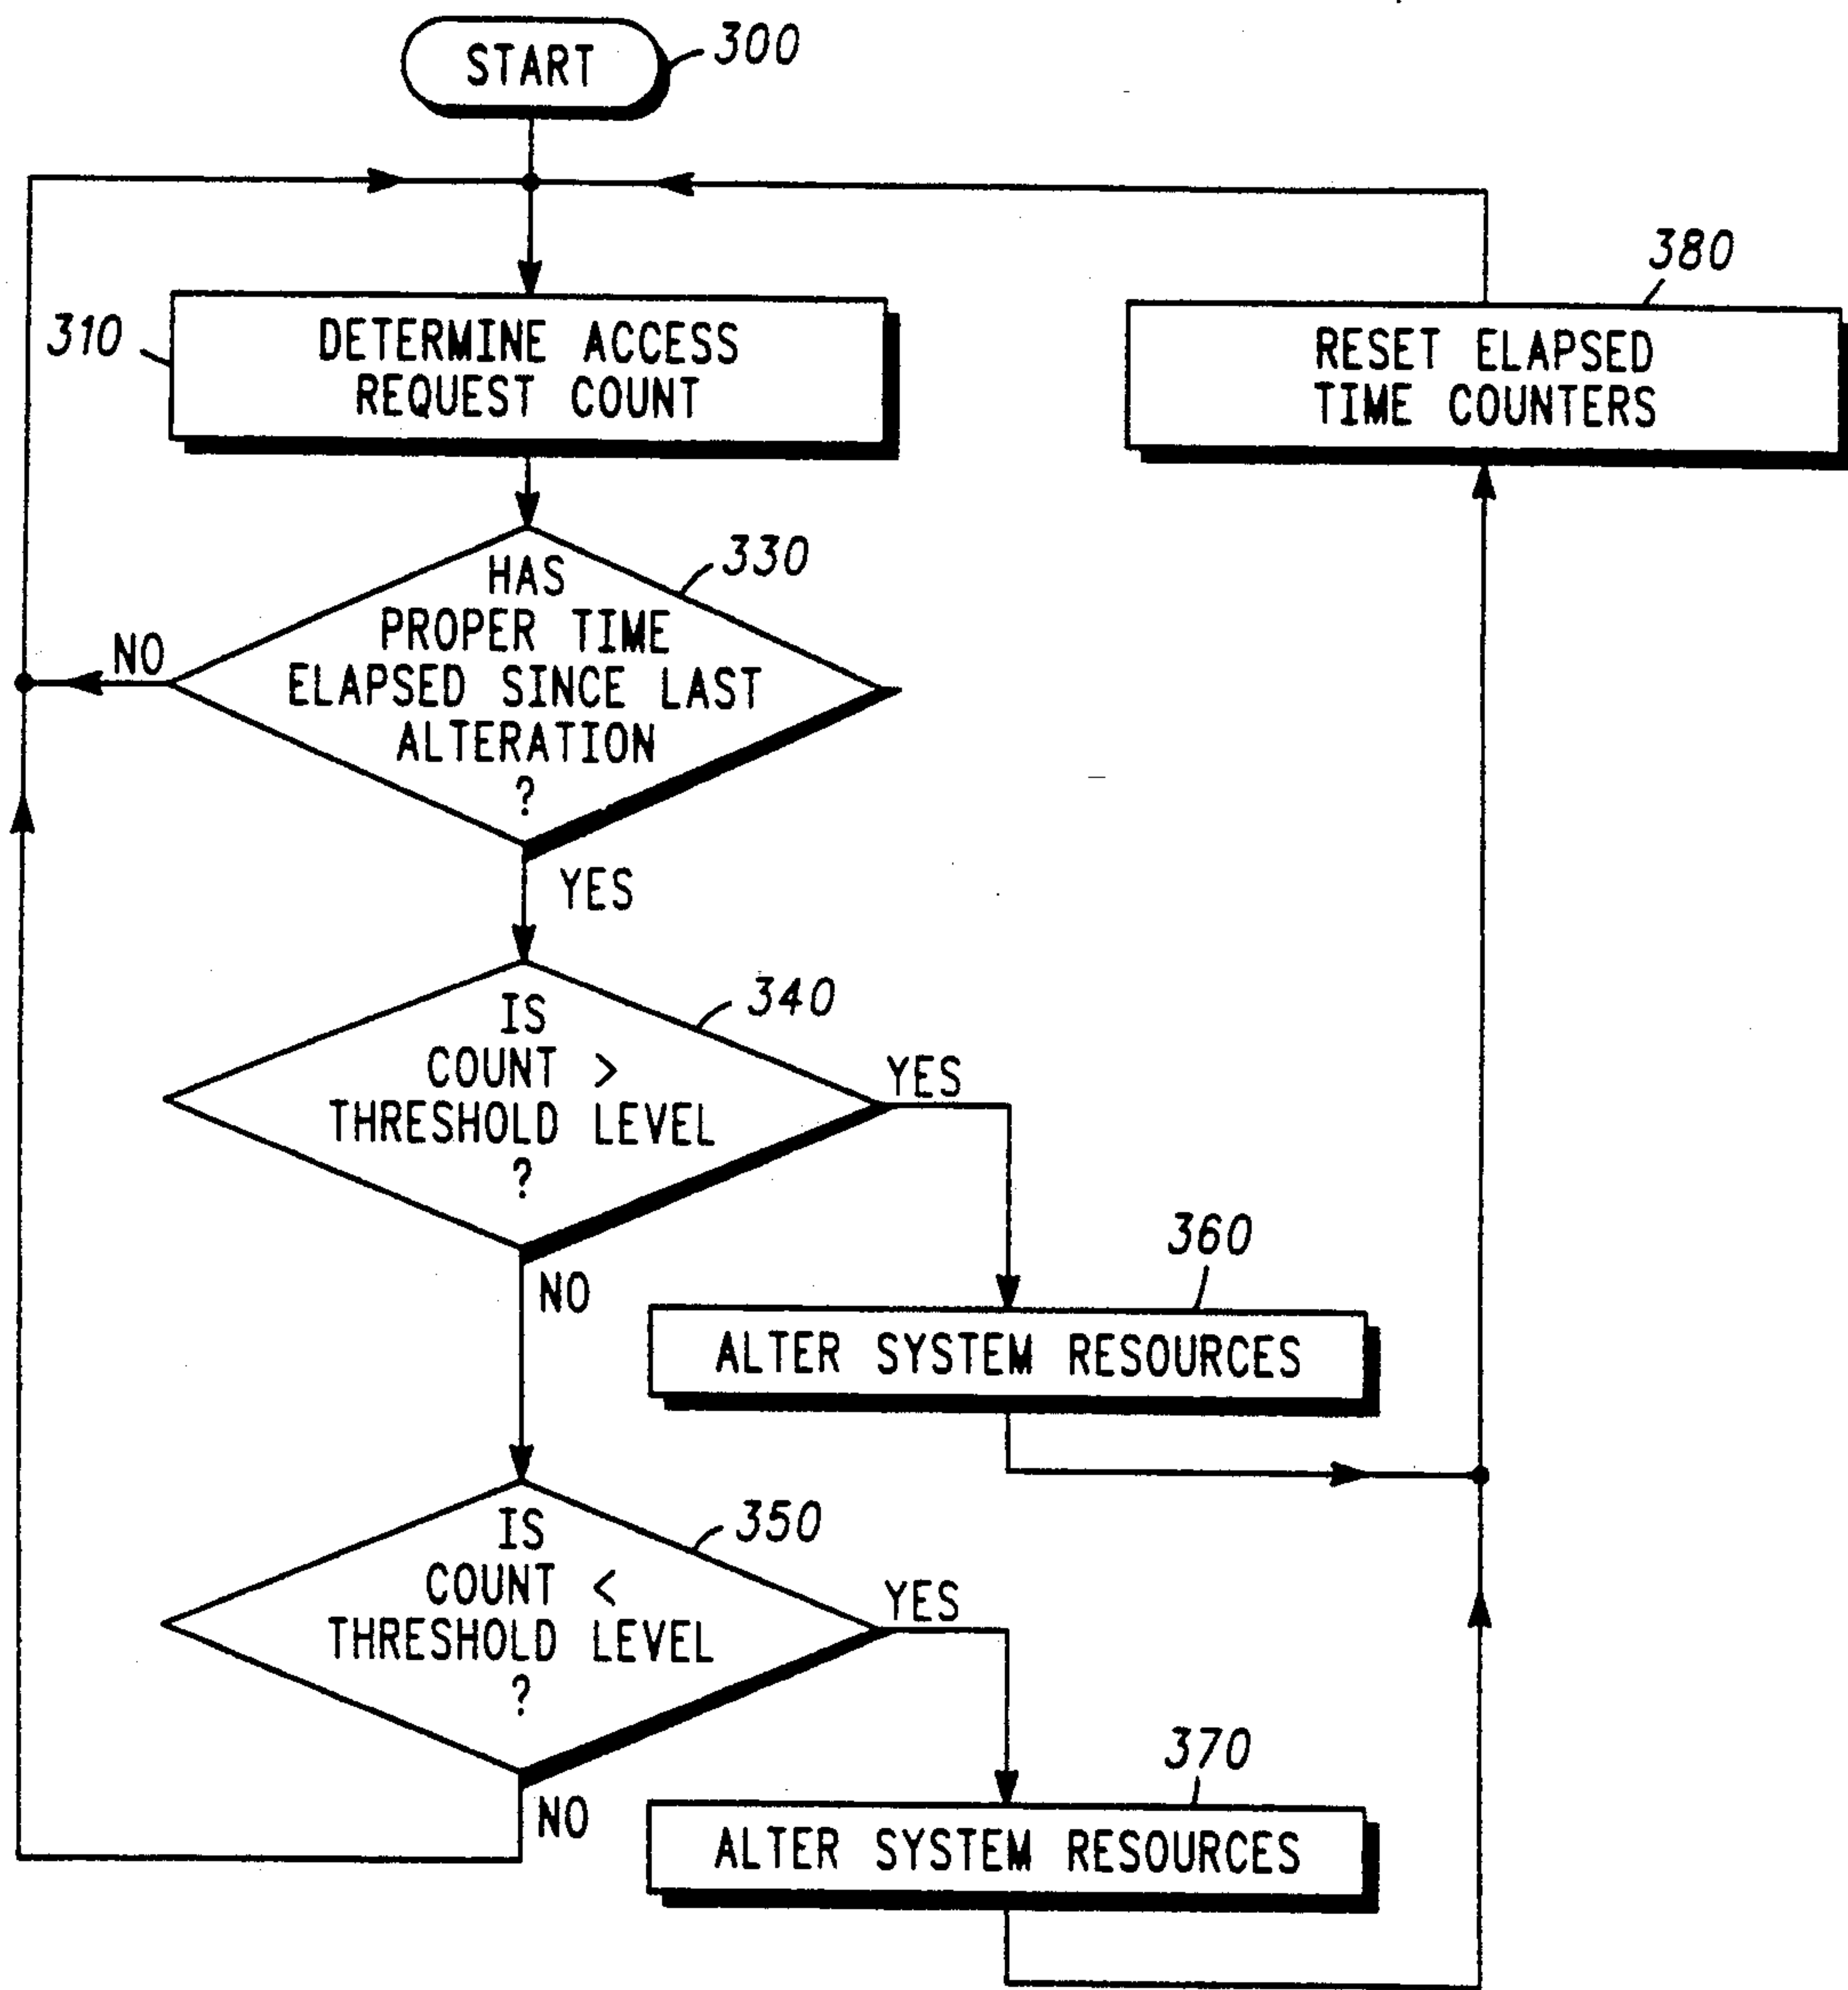 START
300
310
DETERMINE ACCESS
REQUEST COUNT
380
RESET ELAPSED
TIME COUNTERS
330
HAS
PROPER TIME
ELAPSED SINCE LAST
ALTERATION
?
NO
YES
340
IS
COUNT >
THRESHOLD LEVEL
?
YES
NO
360
ALTER SYSTEM RESOURCES
350
IS
COUNT <
THRESHOLD LEVEL
?
YES
NO
370
ALTER SYSTEM RESOURCES